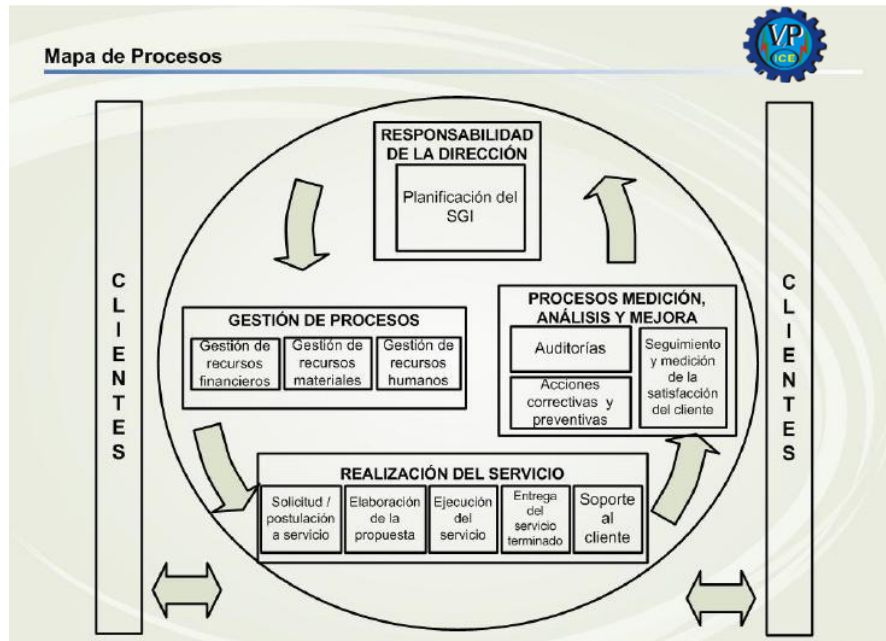 Mapa de Procesos
VP
ICE
CLIENTES
RESPONSABILIDAD
DE LA DIRECCIÓN
Planificación del
SGI
GESTIÓN DE PROCESOS
Gestión de
recursos
financieros
Gestión de
recursos
materiales
Gestión de
recursos
humanos
PROCESOS MEDICIÓN,
ANÁLISIS Y MEJORA
Auditorías
Acciones
correctivas y
preventivas
Seguimiento
y medición
de la
satisfacción
del cliente
REALIZACIÓN DEL SERVICIO
Solicitud /
postulación
a servicio
Elaboración
de la
propuesta
Ejecución
del
servicio
Entrega
del
servicio
terminado
Soporte
al
cliente
CLIENTES